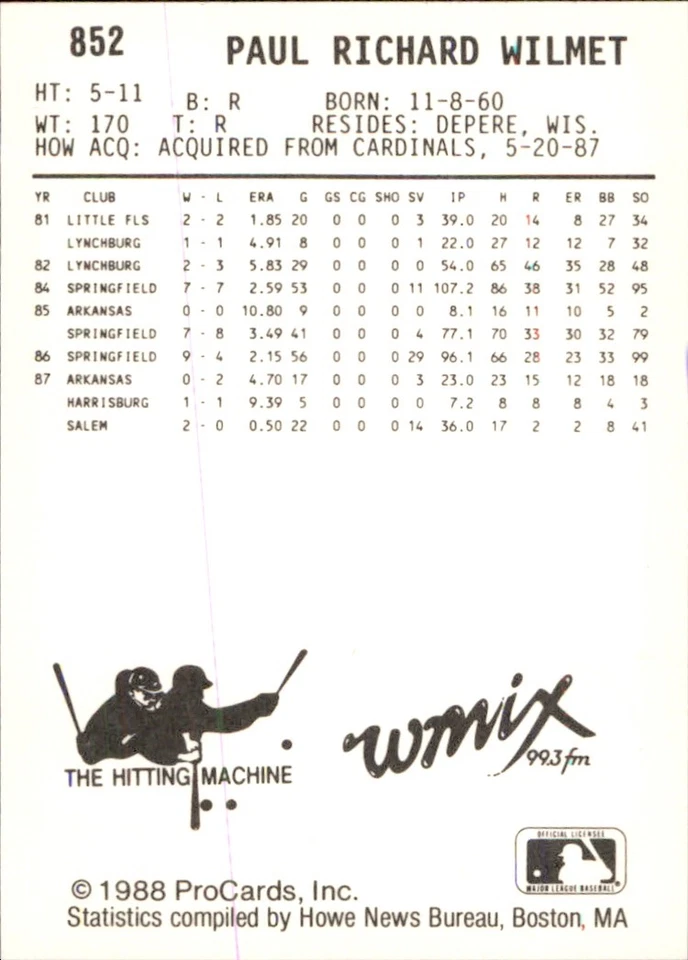 852 PAUL RICHARD WILMET
HT: 5-11 B: R BORN: 11-8-60
WT: 170 T: R RESIDES: DEPERE, WIS.
HOW ACQ: ACQUIRED FROM CARDINALS, 5-20-87
YR CLUB W - L ERA G GS CG SHO SV IP H R ER BB SO
81 LITTLE FLS 2 - 2 1.85 20 0 0 0 3 39.0 20 14 8 27 34
LYNCHBURG 1 - 1 4.91 8 0 0 0 1 22.0 27 12 12 7 32
82 LYNCHBURG 2 - 3 5.83 29 0 0 0 0 54.0 65 46 35 28 48
84 SPRINGFIELD 7 - 7 2.59 53 0 0 0 11 107.2 86 38 31 52 95
85 ARKANSAS 0 - 0 10.80 9 0 0 0 0 8.1 16 11 10 5 2
SPRINGFIELD 7 - 8 3.49 41 0 0 0 4 77.1 70 33 30 32 79
86 SPRINGFIELD 9 - 4 2.15 56 0 0 0 29 96.1 66 28 23 33 99
87 ARKANSAS 0 - 2 4.70 17 0 0 0 3 23.0 23 15 12 18 18
HARRISBURG 1 - 1 9.39 5 0 0 0 0 7.2 8 8 8 4 3
SALEM 2 - 0 0.50 22 0 0 0 14 36.0 17 2 2 8 41
wmix
99.3 fm
THE HITTING MACHINE
OFFICIAL LICENSEE
MAJOR LEAGUE BASEBALL
© 1988 ProCards, Inc.
Statistics compiled by Howe News Bureau, Boston, MA